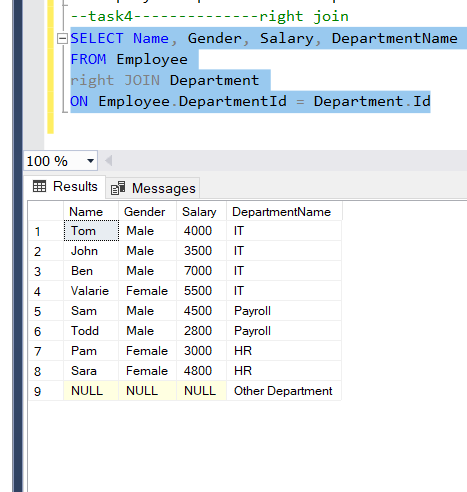 --task4--------------right join
SELECT Name, Gender, Salary, DepartmentName
FROM Employee
right JOIN Department
ON Employee.DepartmentId = Department.Id
100 %
Results Messages
Name Gender Salary DepartmentName
1 Tom Male 4000 IT
2 John Male 3500 IT
3 Ben Male 7000 IT
4 Valarie Female 5500 IT
5 Sam Male 4500 Payroll
6 Todd Male 2800 Payroll
7 Pam Female 3000 HR
8 Sara Female 4800 HR
9 NULL NULL NULL Other Department